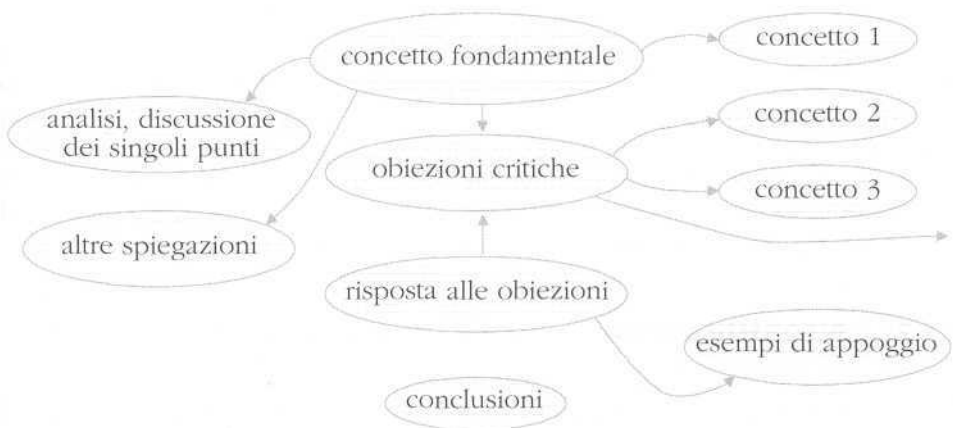 concetto fondamentale
concetto 1
analisi, discussione
dei singoli punti
concetto 2
obiezioni critiche
concetto 3
altre spiegazioni
risposta alle obiezioni
esempi di appoggio
conclusioni